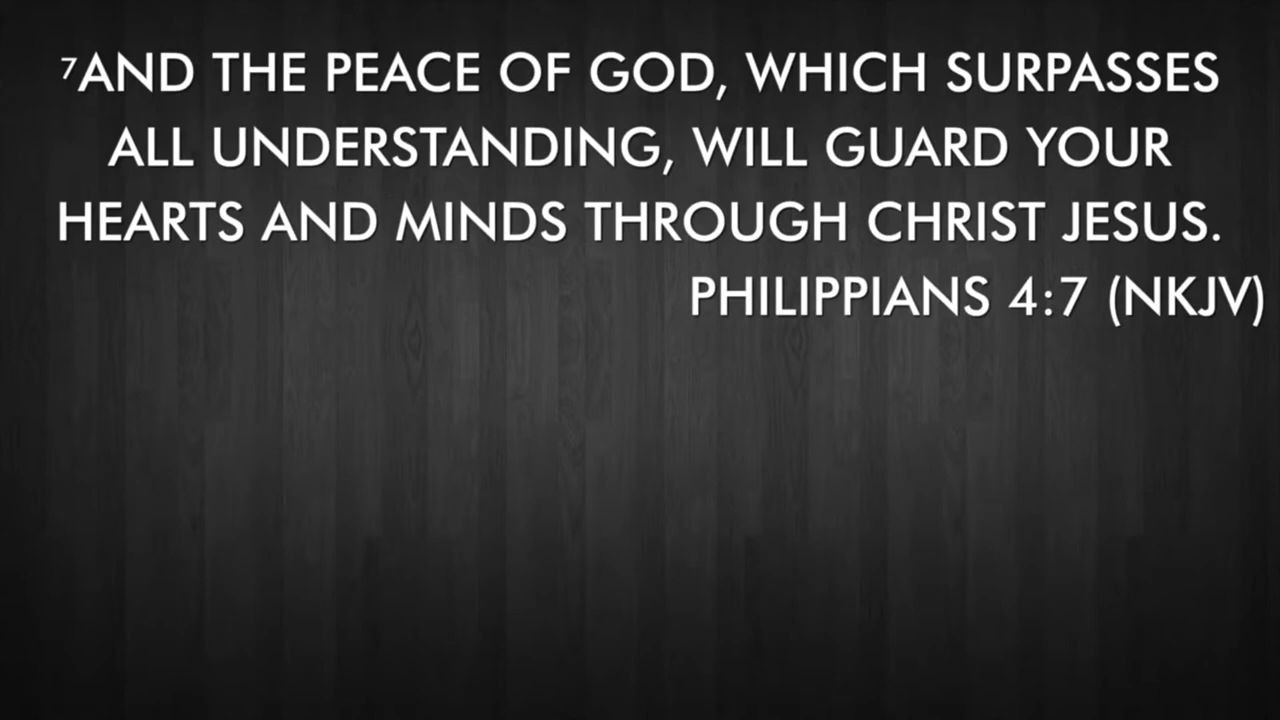 ⁷AND THE PEACE OF GOD, WHICH SURPASSES
ALL UNDERSTANDING, WILL GUARD YOUR
HEARTS AND MINDS THROUGH CHRIST JESUS.
PHILIPPIANS 4:7 (NKJV)